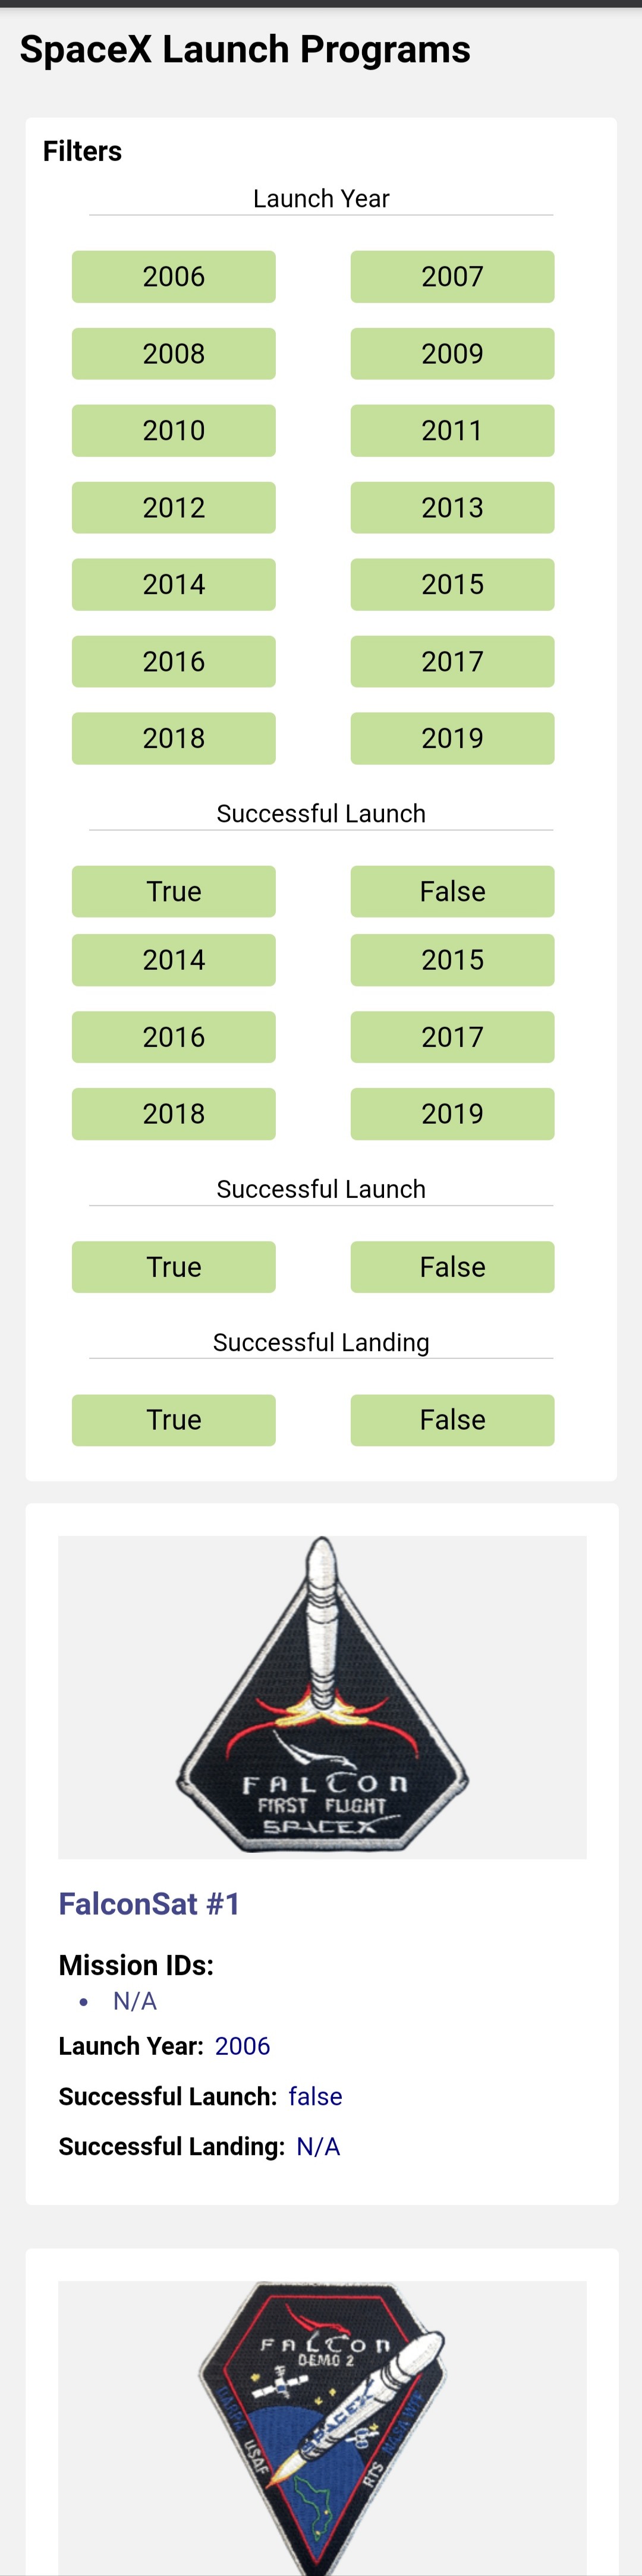 SpaceX Launch Programs
Filters
Launch Year
2006 2007
2008 2009
2010 2011
2012 2013
2014 2015
2016 2017
2018 2019
Successful Launch
True False
2014 2015
2016 2017
2018 2019
Successful Launch
True False
Successful Landing
True False
FALCON
FIRST FLIGHT
SPACEX
FalconSat #1
Mission IDs:
• N/A
Launch Year: 2006
Successful Launch: false
Successful Landing: N/A
FALCON
DEMO 2
SPACEX
DARPA USAF
RTS NASA WFF